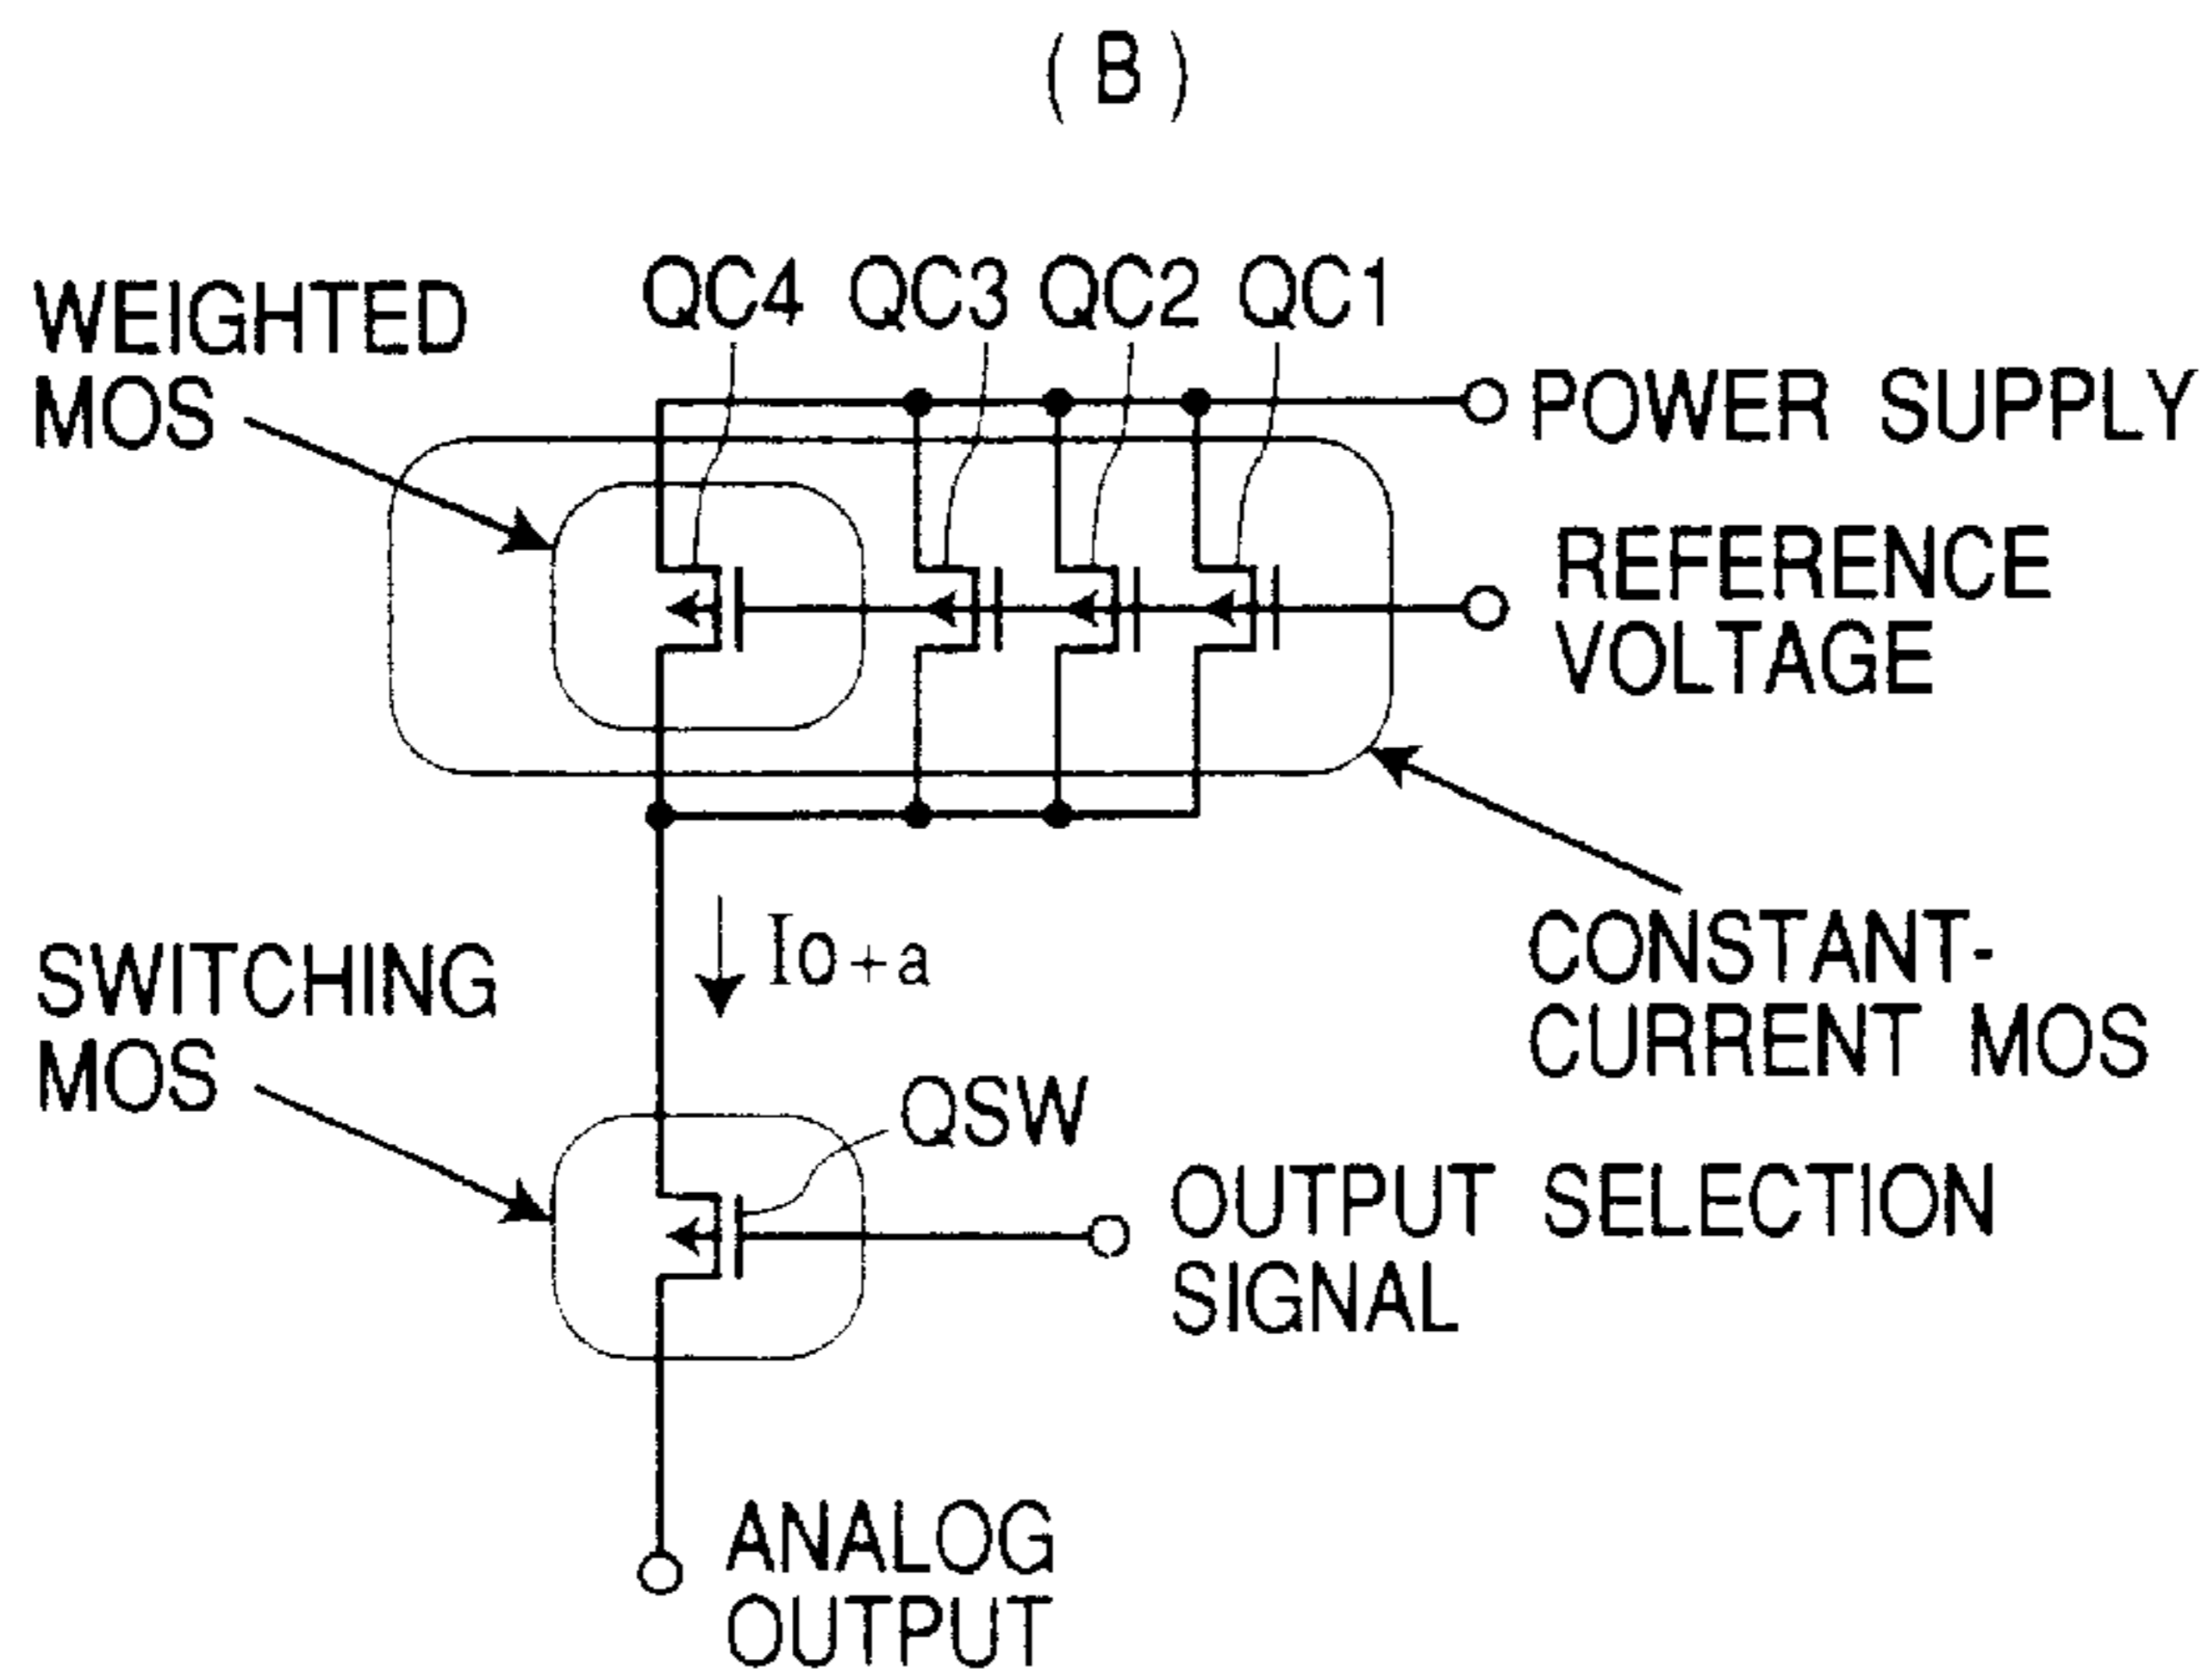 (B)
WEIGHTED
MOS
QC4 QC3 QC2 QC1
POWER SUPPLY
REFERENCE
VOLTAGE
CONSTANT-
CURRENT MOS
Io+a
SWITCHING
MOS
QSW
OUTPUT SELECTION
SIGNAL
ANALOG
OUTPUT